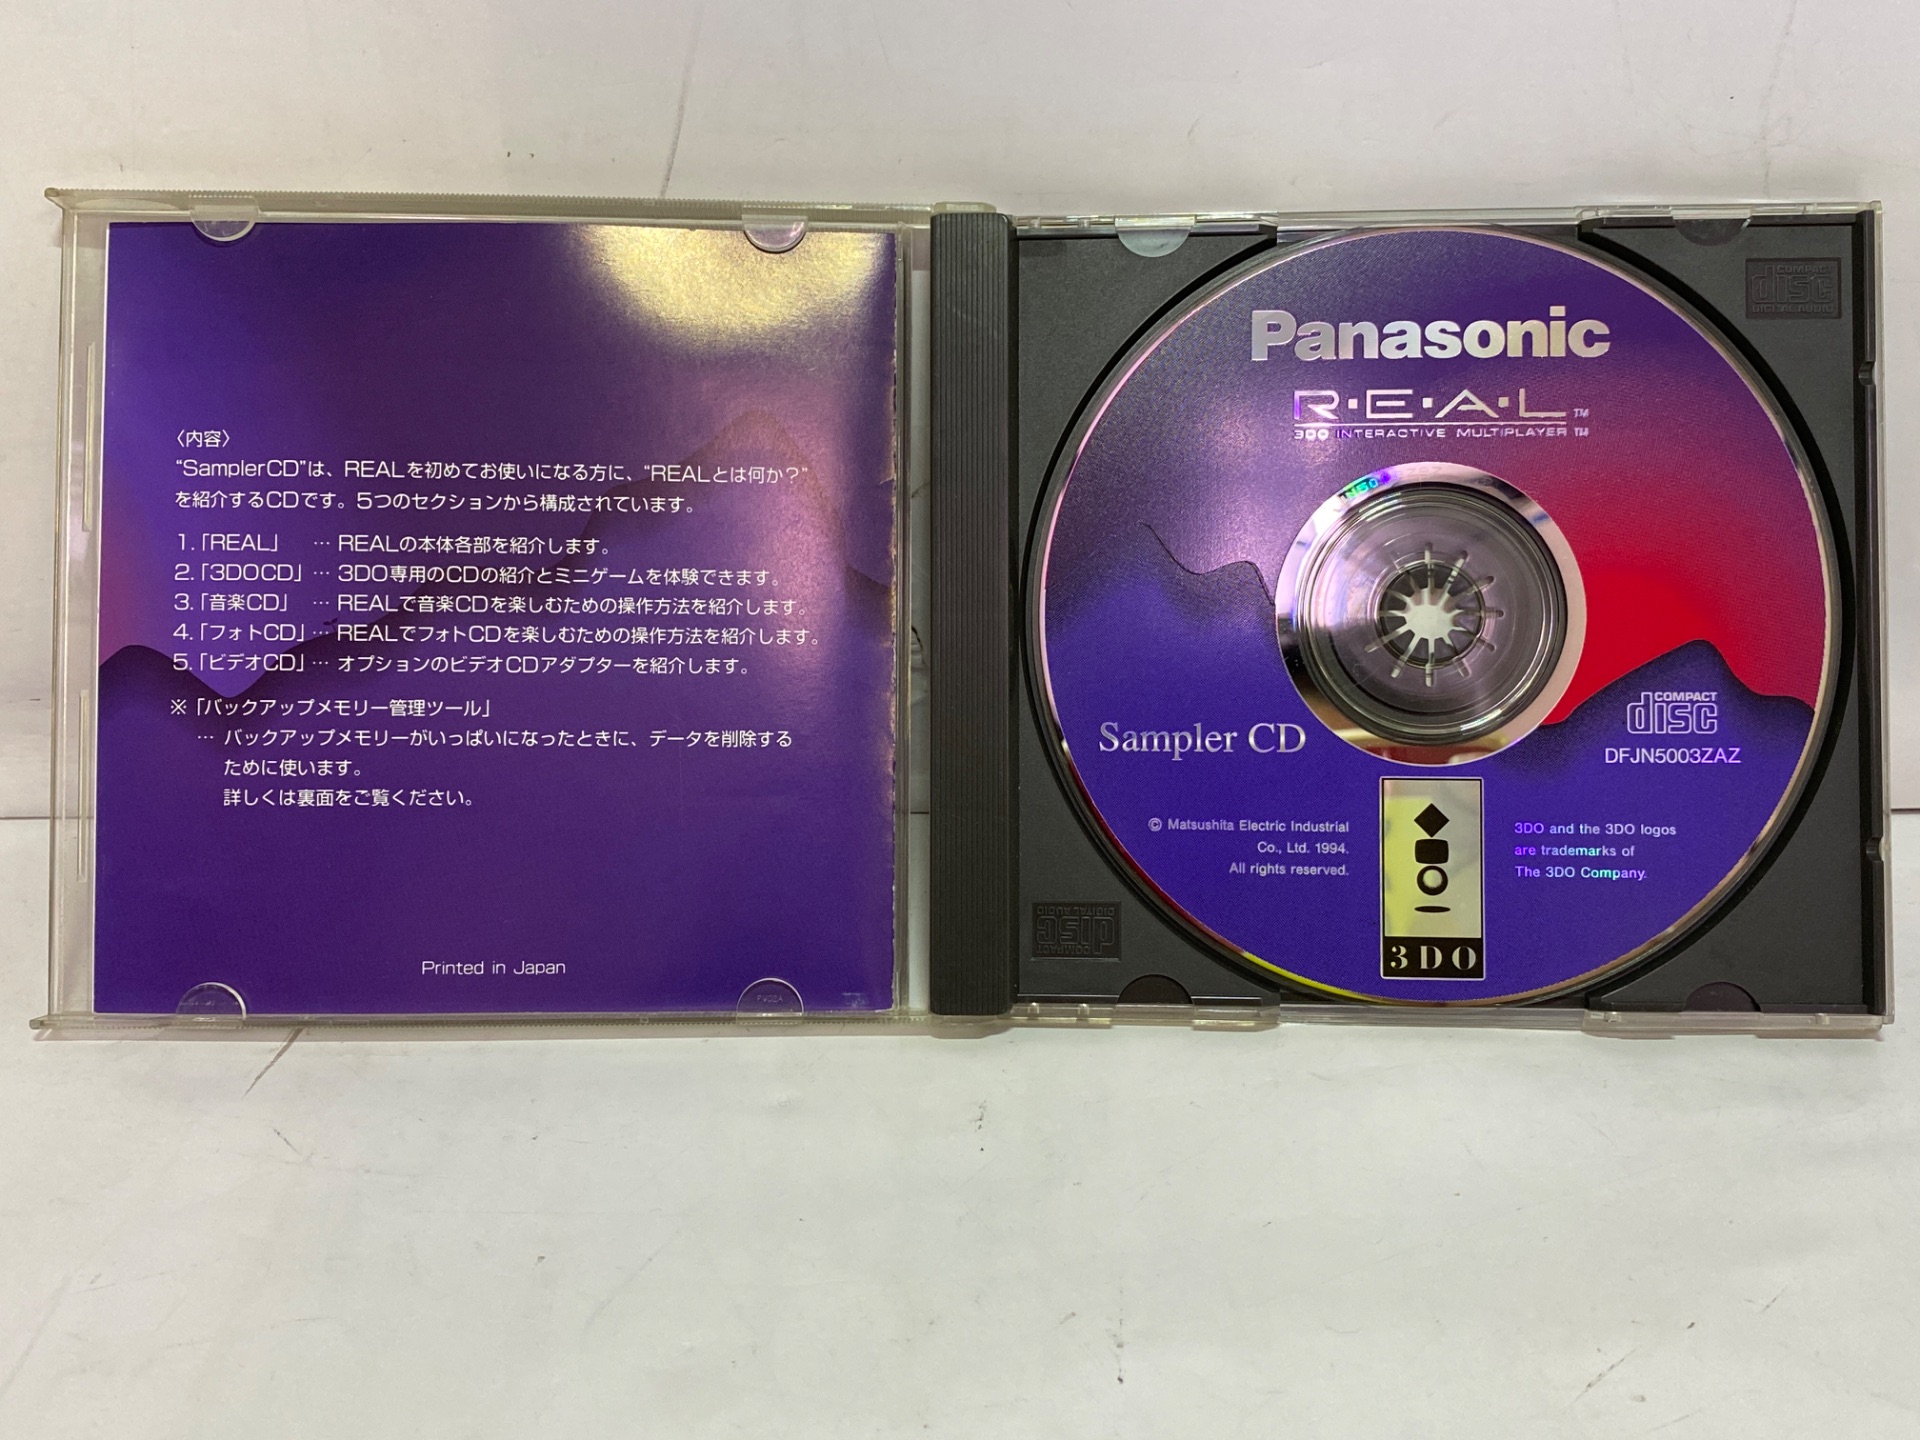 〈内容〉
“SamplerCD”は、REALを初めてお使いになる方に、“REALとは何か？”
を紹介するCDです。5つのセクションから構成されています。
1.「REAL」 … REALの本体各部を紹介します。
2.「3DOCD」… 3DO専用のCDの紹介とミニゲームを体験できます。
3.「音楽CD」 … REALで音楽CDを楽しむための操作方法を紹介します。
4.「フォトCD」… REALでフォトCDを楽しむための操作方法を紹介します。
5.「ビデオCD」… オプションのビデオCDアダプターを紹介します。
※「バックアップメモリー管理ツール」
… バックアップメモリーがいっぱいになったときに、データを削除する
ために使います。
詳しくは裏面をご覧ください。
Printed in Japan
Panasonic
R·E·A·L™
3DO INTERACTIVE MULTIPLAYER™
Sampler CD
COMPACT
disc
DFJN5003ZAZ
© Matsushita Electric Industrial
Co., Ltd. 1994.
All rights reserved.
3DO
3DO and the 3DO logos
are trademarks of
The 3DO Company.
COMPACT
disc
DIGITAL AUDIO
COMPACT
disc
DIGITAL AUDIO